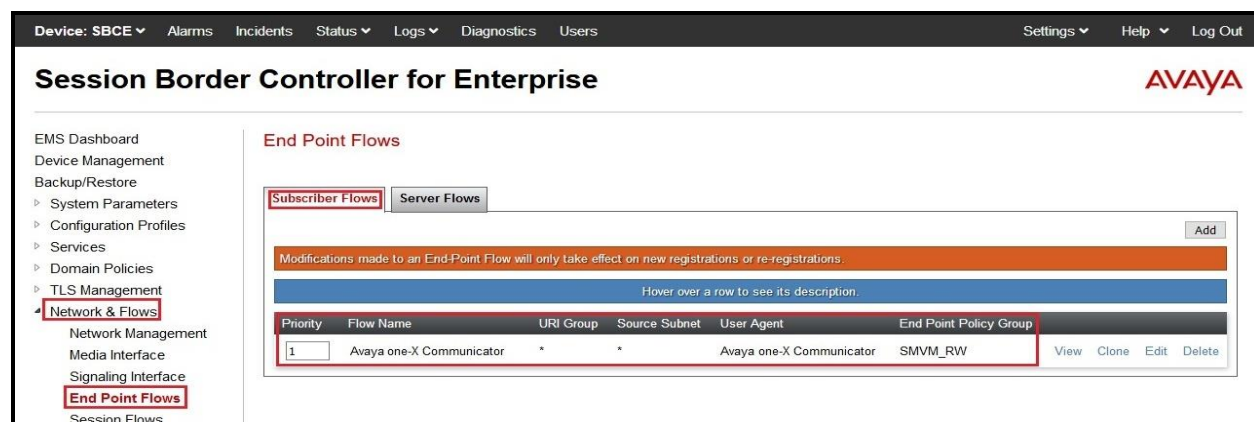 Device: SBCE Alarms Incidents Status Logs Diagnostics Users Settings Help Log Out
Session Border Controller for Enterprise
AVAYA
EMS Dashboard
Device Management
Backup/Restore
System Parameters
Configuration Profiles
Services
Domain Policies
TLS Management
Network & Flows
Network Management
Media Interface
Signaling Interface
End Point Flows
Session Flows
End Point Flows
Subscriber Flows Server Flows
Add
Modifications made to an End-Point Flow will only take effect on new registrations or re-registrations.
Hover over a row to see its description.
Priority Flow Name URI Group Source Subnet User Agent End Point Policy Group
1 Avaya one-X Communicator * * Avaya one-X Communicator SMVM_RW View Clone Edit Delete